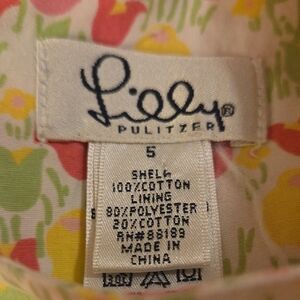 Lilly®
PULITZER
5
SHELL
100%COTTON
LINING
80%POLYESTER
20%COTTON
RN#88189
MADE IN
CHINA